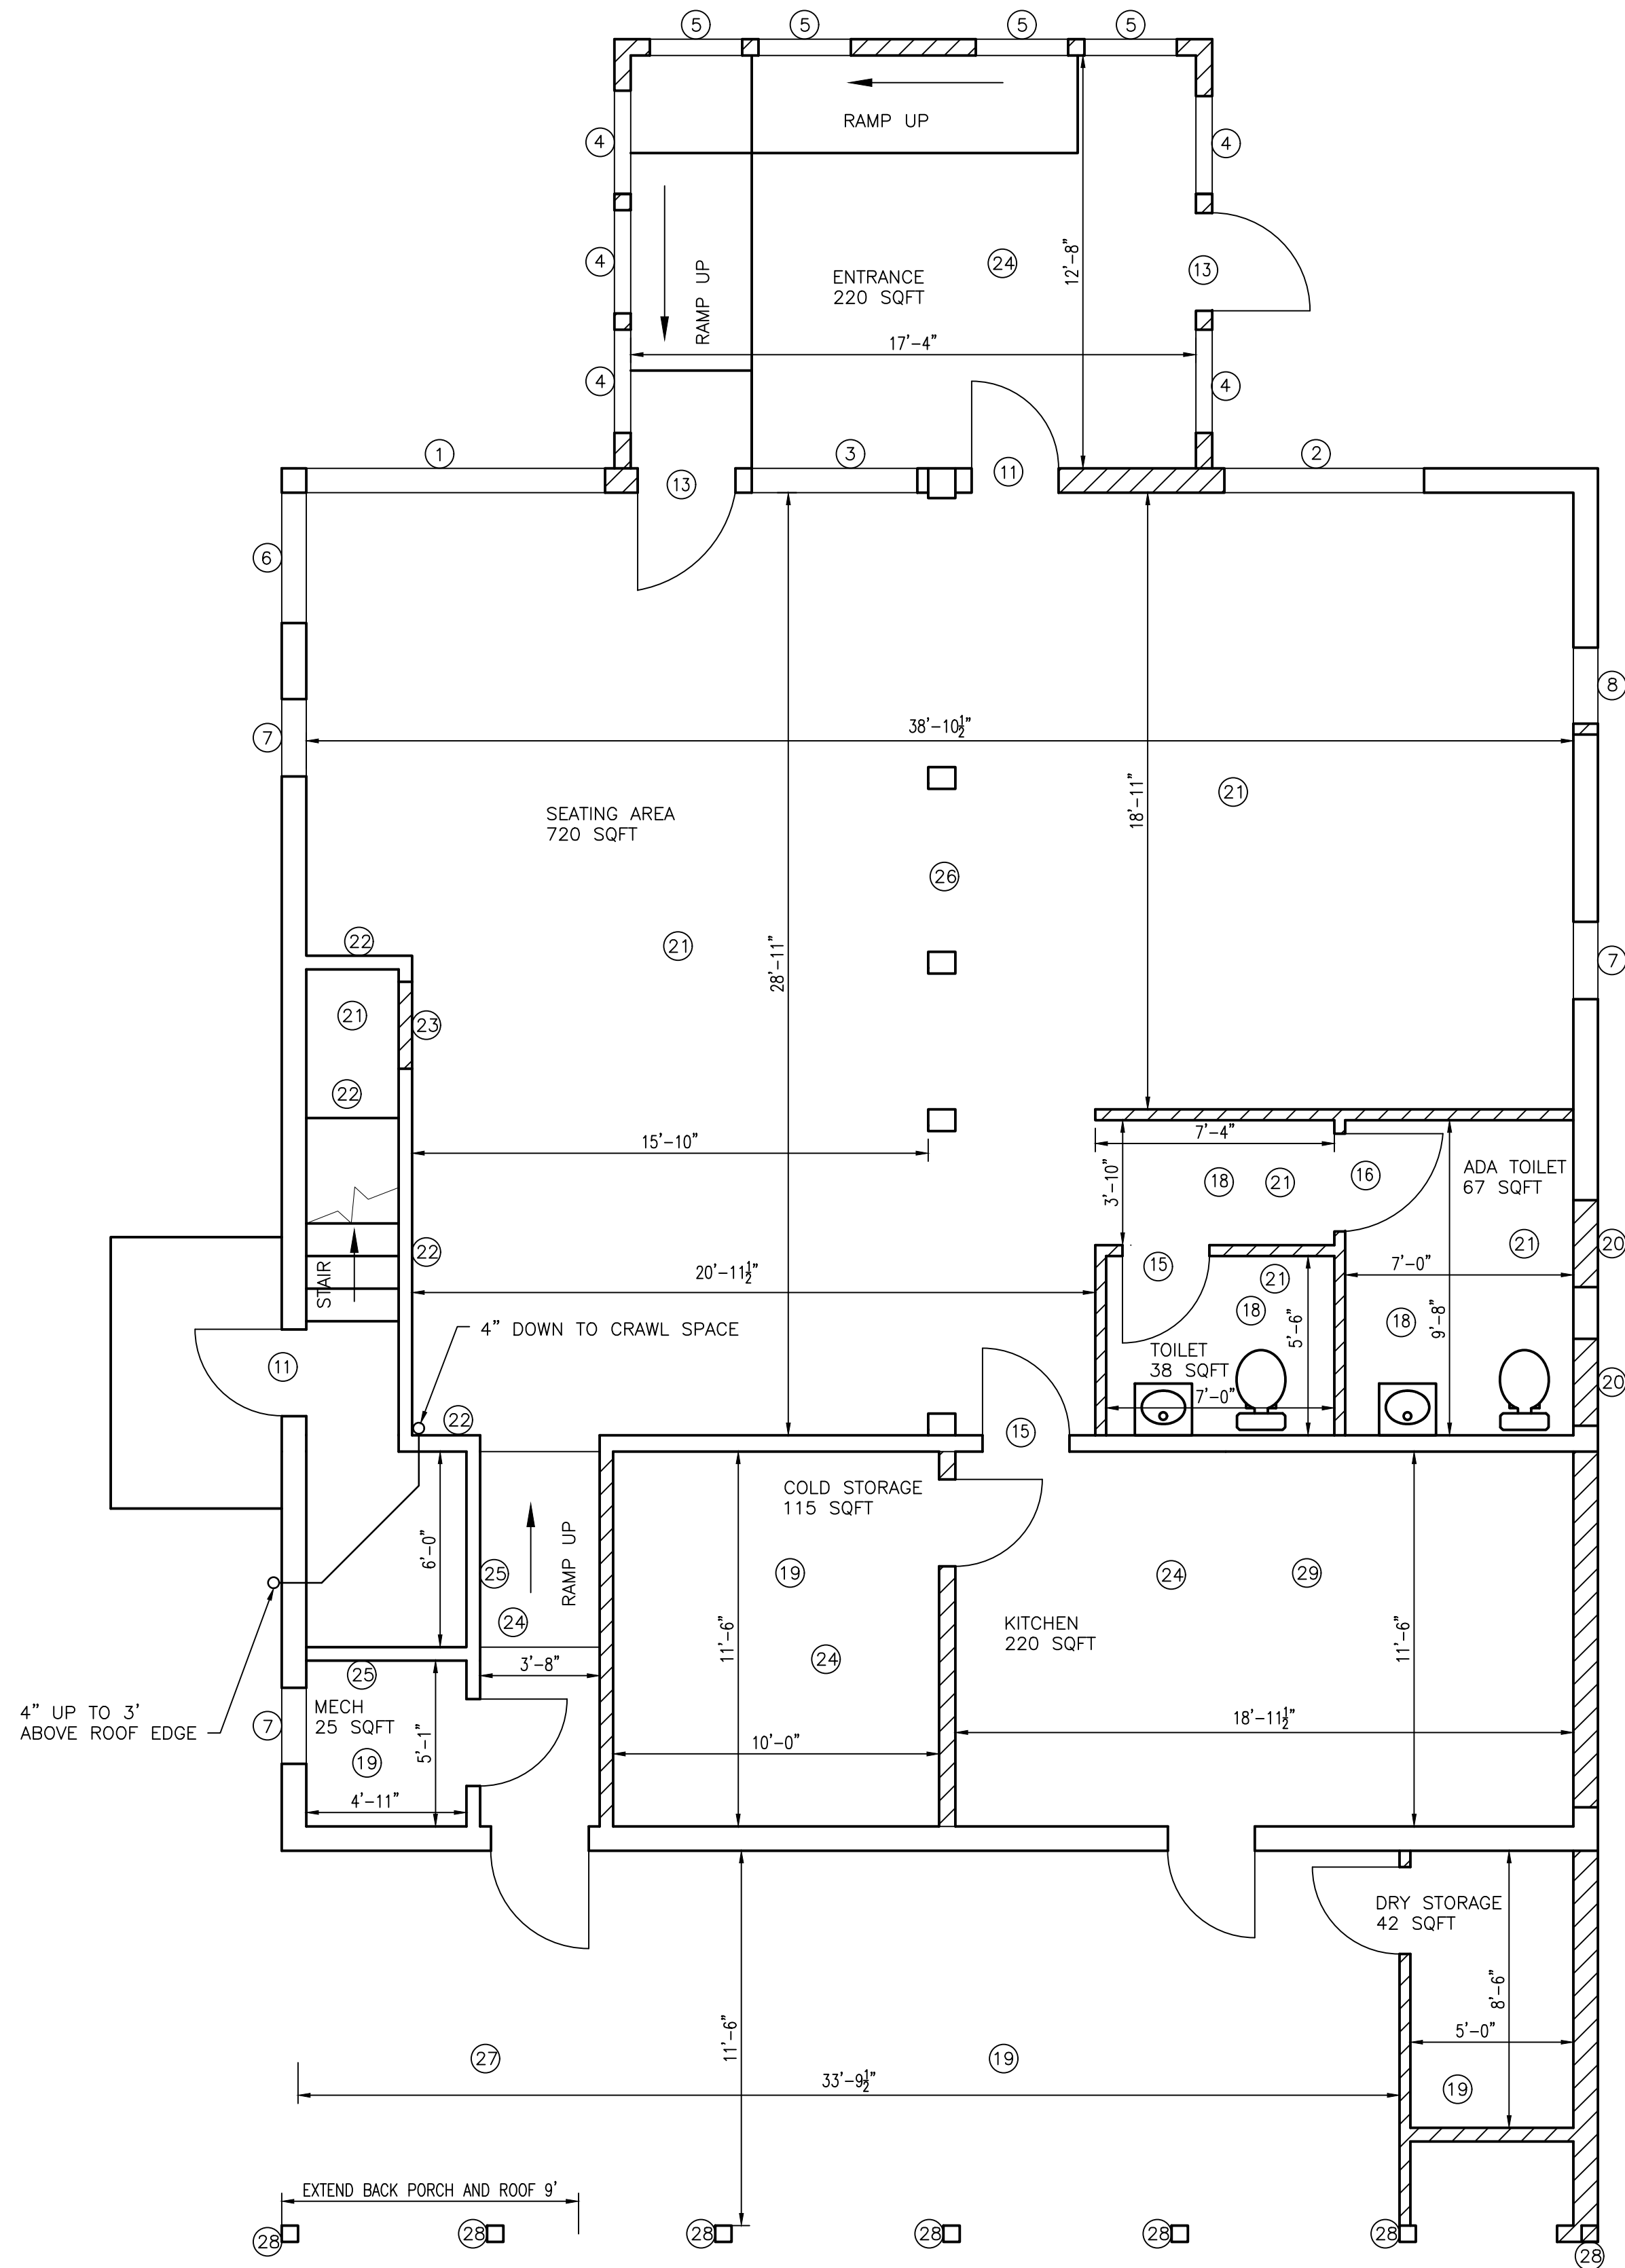 5 5 5 5
RAMP UP
4 4
4 24 13
RAMP UP
ENTRANCE
220 SQFT
12'-8"
17'-4"
4 4
1 3 2
13 11
6
8
7
38'-10½"
18'-11"
21
SEATING AREA
720 SQFT
26
21
28'-11"
22
7
21 23
22
15'-10"
7'-4"
3'-10"
18 21 16
ADA TOILET
67 SQFT
22
21 20
15 21
7'-0"
20'-11½"
STAIR
18
5'-6"
18
9'-8"
4" DOWN TO CRAWL SPACE
TOILET
38 SQFT
11
20
7'-0"
22
15
COLD STORAGE
115 SQFT
6'-0"
25
RAMP UP
19
24 29
24
KITCHEN
220 SQFT
11'-6"
11'-6"
24
3'-8"
25
4" UP TO 3'
ABOVE ROOF EDGE
7
MECH
25 SQFT
5'-1"
18'-11½"
10'-0"
19
4'-11"
DRY STORAGE
42 SQFT
8'-6"
11'-6"
5'-0"
27 19
33'-9½"
19
EXTEND BACK PORCH AND ROOF 9'
28 28 28 28 28 28
28